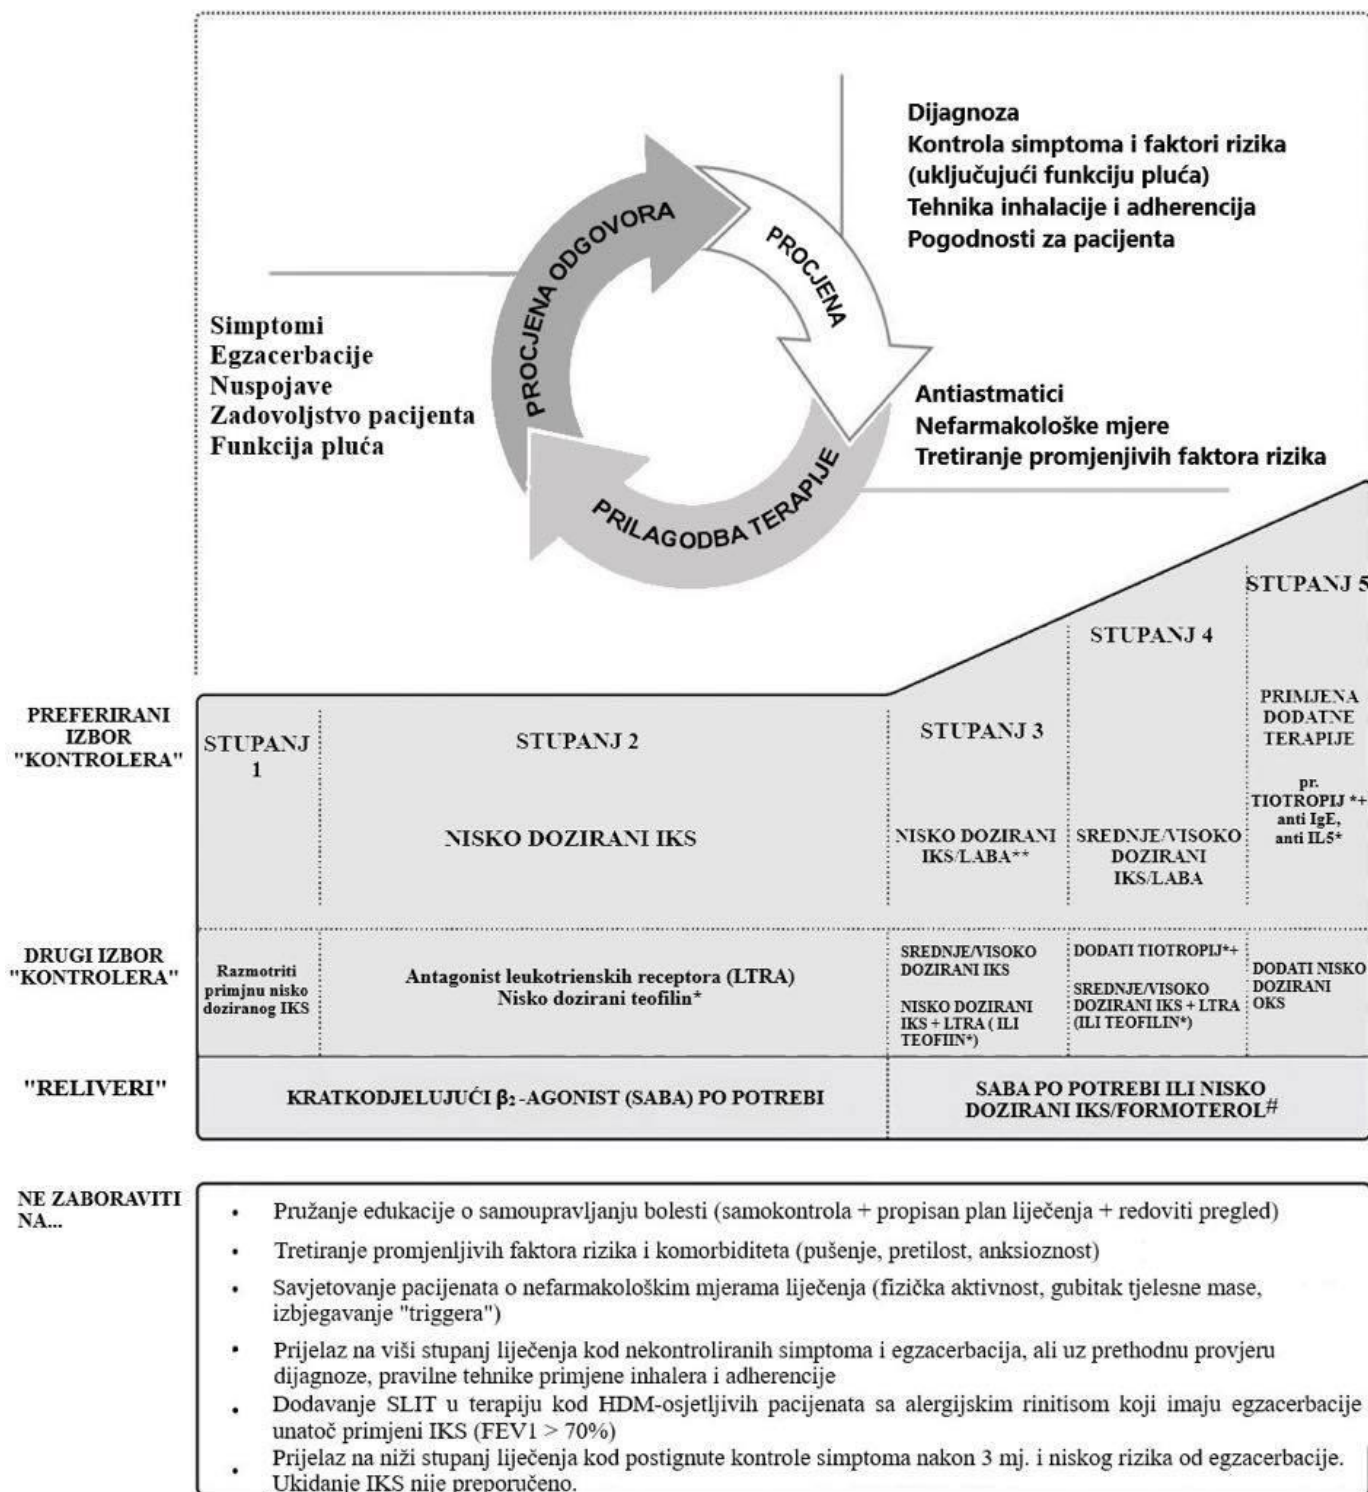 Dijagnoza
Kontrola simptoma i faktori rizika
(uključujući funkciju pluća)
Tehnika inhalacije i adherencija
Pogodnosti za pacijenta
PROCJENA ODGOVORA
PROCJENA
PRILAGODBA TERAPIJE
Simptomi
Egzacerbacije
Nuspojave
Zadovoljstvo pacijenta
Funkcija pluća
Antiastmatici
Nefarmakološke mjere
Tretiranje promjenjivih faktora rizika
PREFERIRANI
IZBOR
"KONTROLERA"
STUPANJ
1
STUPANJ 2
NISKO DOZIRANI IKS
STUPANJ 3
NISKO DOZIRANI
IKS/LABA**
STUPANJ 4
SREDNJE/VISOKO
DOZIRANI
IKS/LABA
STUPANJ 5
PRIMJENA
DODATNE
TERAPIJE
pr.
TIOTROPIJ *+
anti IgE,
anti IL5*
DRUGI IZBOR
"KONTROLERA"
Razmotriti
primjnu nisko
doziranog IKS
Antagonist leukotrienskih receptora (LTRA)
Nisko dozirani teofilin*
SREDNJE/VISOKO
DOZIRANI IKS
NISKO DOZIRANI
IKS + LTRA ( ILI
TEOFIIN*)
DODATI TIOTROPIJ*+
SREDNJE/VISOKO
DOZIRANI IKS + LTRA
(ILI TEOFILIN*)
DODATI NISKO
DOZIRANI
OKS
"RELIVERI"
KRATKODJELUJUĆI β₂-AGONIST (SABA) PO POTREBI
SABA PO POTREBI ILI NISKO
DOZIRANI IKS/FORMOTEROL#
NE ZABORAVITI
NA...
• Pružanje edukacije o samoupravljanju bolesti (samokontrola + propisan plan liječenja + redoviti pregled)
• Tretiranje promjenljivih faktora rizika i komorbiditeta (pušenje, pretilost, anksioznost)
• Savjetovanje pacijenata o nefarmakološkim mjerama liječenja (fizička aktivnost, gubitak tjelesne mase,
izbjegavanje "triggera")
• Prijelaz na viši stupanj liječenja kod nekontroliranih simptoma i egzacerbacija, ali uz prethodnu provjeru
dijagnoze, pravilne tehnike primjene inhalera i adherencije
• Dodavanje SLIT u terapiju kod HDM-osjetljivih pacijenata sa alergijskim rinitisom koji imaju egzacerbacije
unatoč primjeni IKS (FEV1 > 70%)
• Prijelaz na niži stupanj liječenja kod postignute kontrole simptoma nakon 3 mj. i niskog rizika od egzacerbacije.
Ukidanje IKS nije preporučeno.